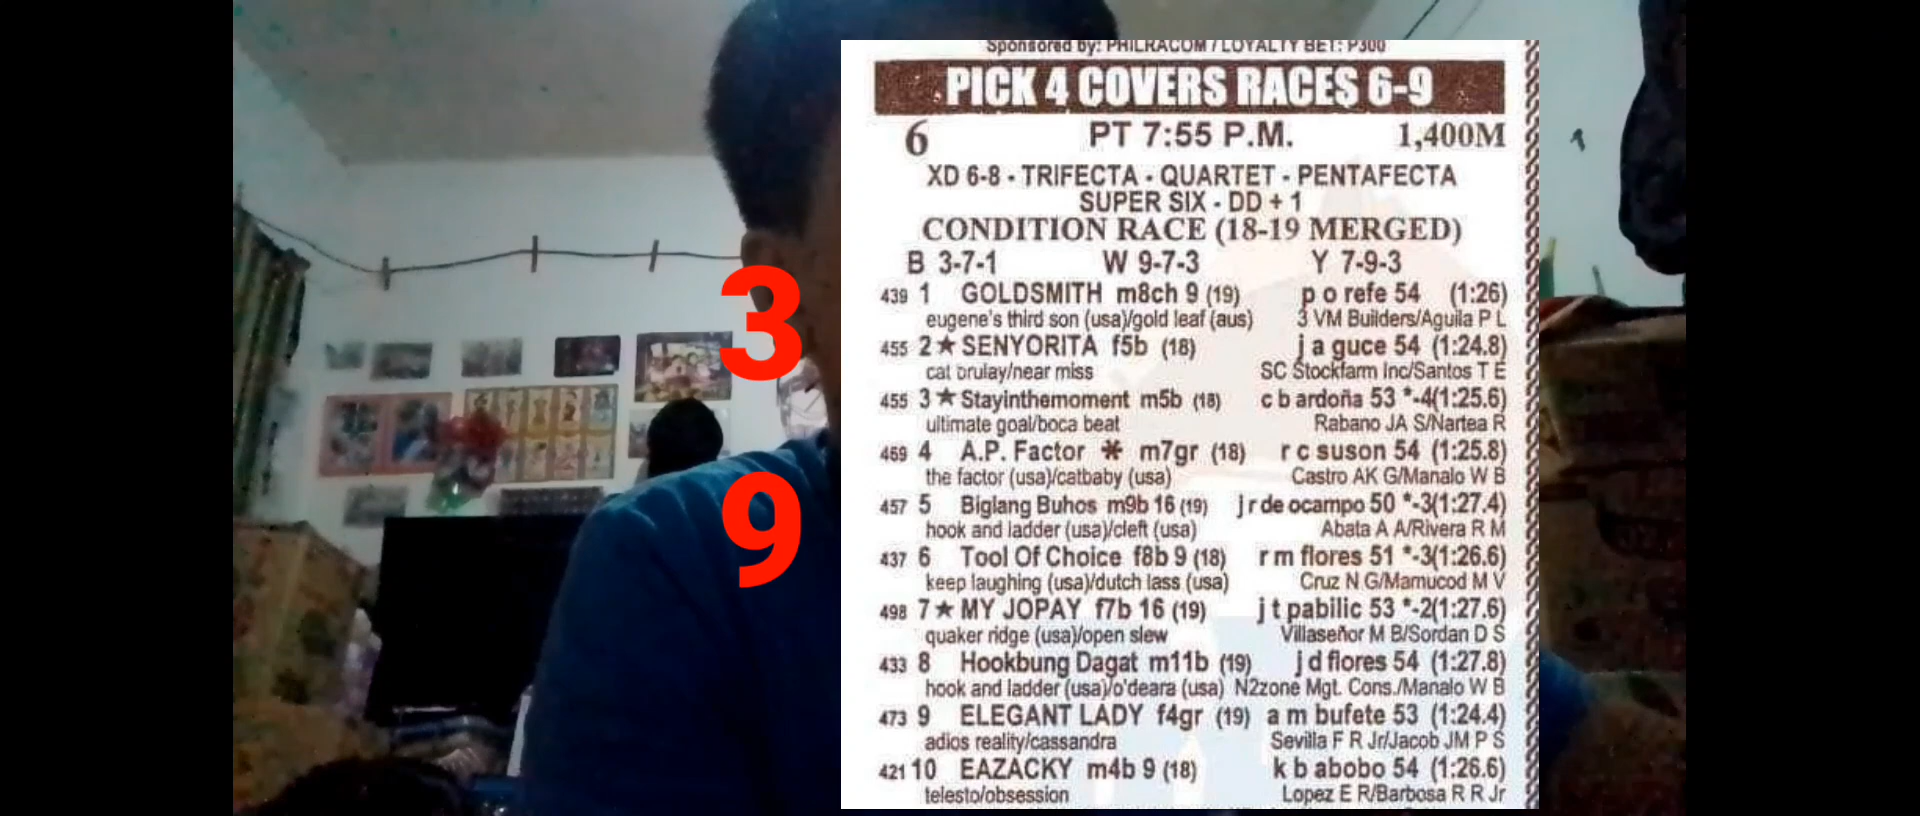 Sponsored by: PHILRACOM / LOYALTY BET: P300
PICK 4 COVERS RACES 6-9
6 PT 7:55 P.M. 1,400M
XD 6-8 - TRIFECTA - QUARTET - PENTAFECTA
SUPER SIX - DD + 1
CONDITION RACE (18-19 MERGED)
B 3-7-1 W 9-7-3 Y 7-9-3
439 1 GOLDSMITH m8ch 9 (19) p o refe 54 (1:26)
eugene's third son (usa)/gold leaf (aus) 3 VM Builders/Aguila P L
455 2★ SENYORITA f5b (18) j a guce 54 (1:24.8)
cat brulay/near miss SC Stockfarm Inc/Santos T E
455 3★ Stayinthemoment m5b (18) c b ardoña 53 *-4(1:25.6)
ultimate goal/boca beat Rabano JA S/Nartea R
469 4 A.P. Factor * m7gr (18) r c suson 54 (1:25.8)
the factor (usa)/catbaby (usa) Castro AK G/Manalo W B
457 5 Biglang Buhos m9b 16 (19) j r de ocampo 50 *-3(1:27.4)
hook and ladder (usa)/cleft (usa) Abata A A/Rivera R M
437 6 Tool Of Choice f8b 9 (18) r m flores 51 *-3(1:26.6)
keep laughing (usa)/dutch lass (usa) Cruz N G/Mamucod M V
498 7★ MY JOPAY f7b 16 (19) j t pabilic 53 *-2(1:27.6)
quaker ridge (usa)/open slew Villaseñor M B/Sordan D S
433 8 Hookbung Dagat m11b (19) j d flores 54 (1:27.8)
hook and ladder (usa)/o'deara (usa) N2zone Mgt. Cons./Manalo W B
473 9 ELEGANT LADY f4gr (19) a m bufete 53 (1:24.4)
adios reality/cassandra Sevilla F R Jr/Jacob JM P S
421 10 EAZACKY m4b 9 (18) k b abobo 54 (1:26.6)
telesto/obsession Lopez E R/Barbosa R R Jr
3
9